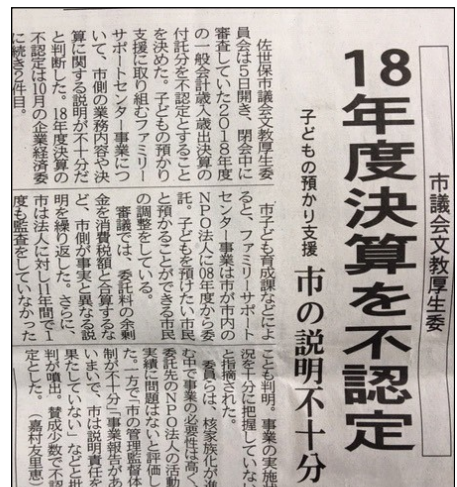 市議会文教厚生委
18年度決算を不認定
子どもの預かり支援
市の説明不十分
佐世保市議会文教厚生委
員会は5日開き、閉会中に
審査していた2018年度
の一般会計歳入歳出決算の
付託分を不認定とすること
を決めた。子どもの預かり
支援に取り組むファミリー
サポートセンター事業につ
いて、市側の業務内容や決
算に関する説明が不十分だ
と判断した。18年度決算の
不認定は10月の企業経済委
に続き2件目。
市子ども育成課などによ
ると、ファミリーサポート
センター事業は市が市内の
NPO法人に08年度から委
託。子どもを預けたい市民
と預かることができる市民
の調整をしている。
審議では、委託料の余剰
金を消費税額と合算するな
ど、市側が事実と異なる説
明を繰り返した。さらに、
市は法人に対し11年間で1
度も監査をしていなかった
ことも判明。事業の実施状
況を十分に把握していない
と指摘された。
委員らは、核家族化が進
む中で事業の必要性は高く、
委託先のNPO法人の活動
実績に問題はないと評価し
た。一方で「市の管理監督体
制が不十分」「事業報告があ
いまいで、市は説明責任を
果たしていない」などと批
判が噴出。賛成少数で不認
定とした。（嘉村友里恵）